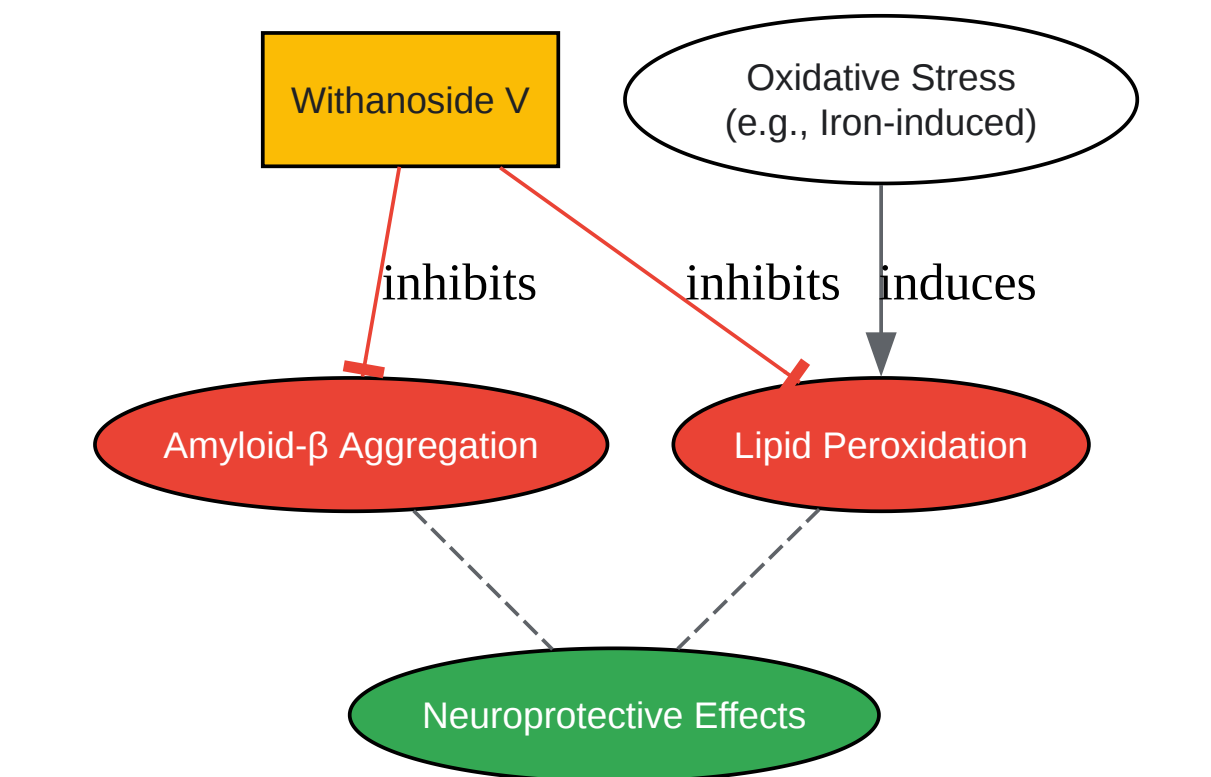 Withanoside V
Oxidative Stress
(e.g., Iron-induced)
inhibits
inhibits
induces
Amyloid-β Aggregation
Lipid Peroxidation
Neuroprotective Effects